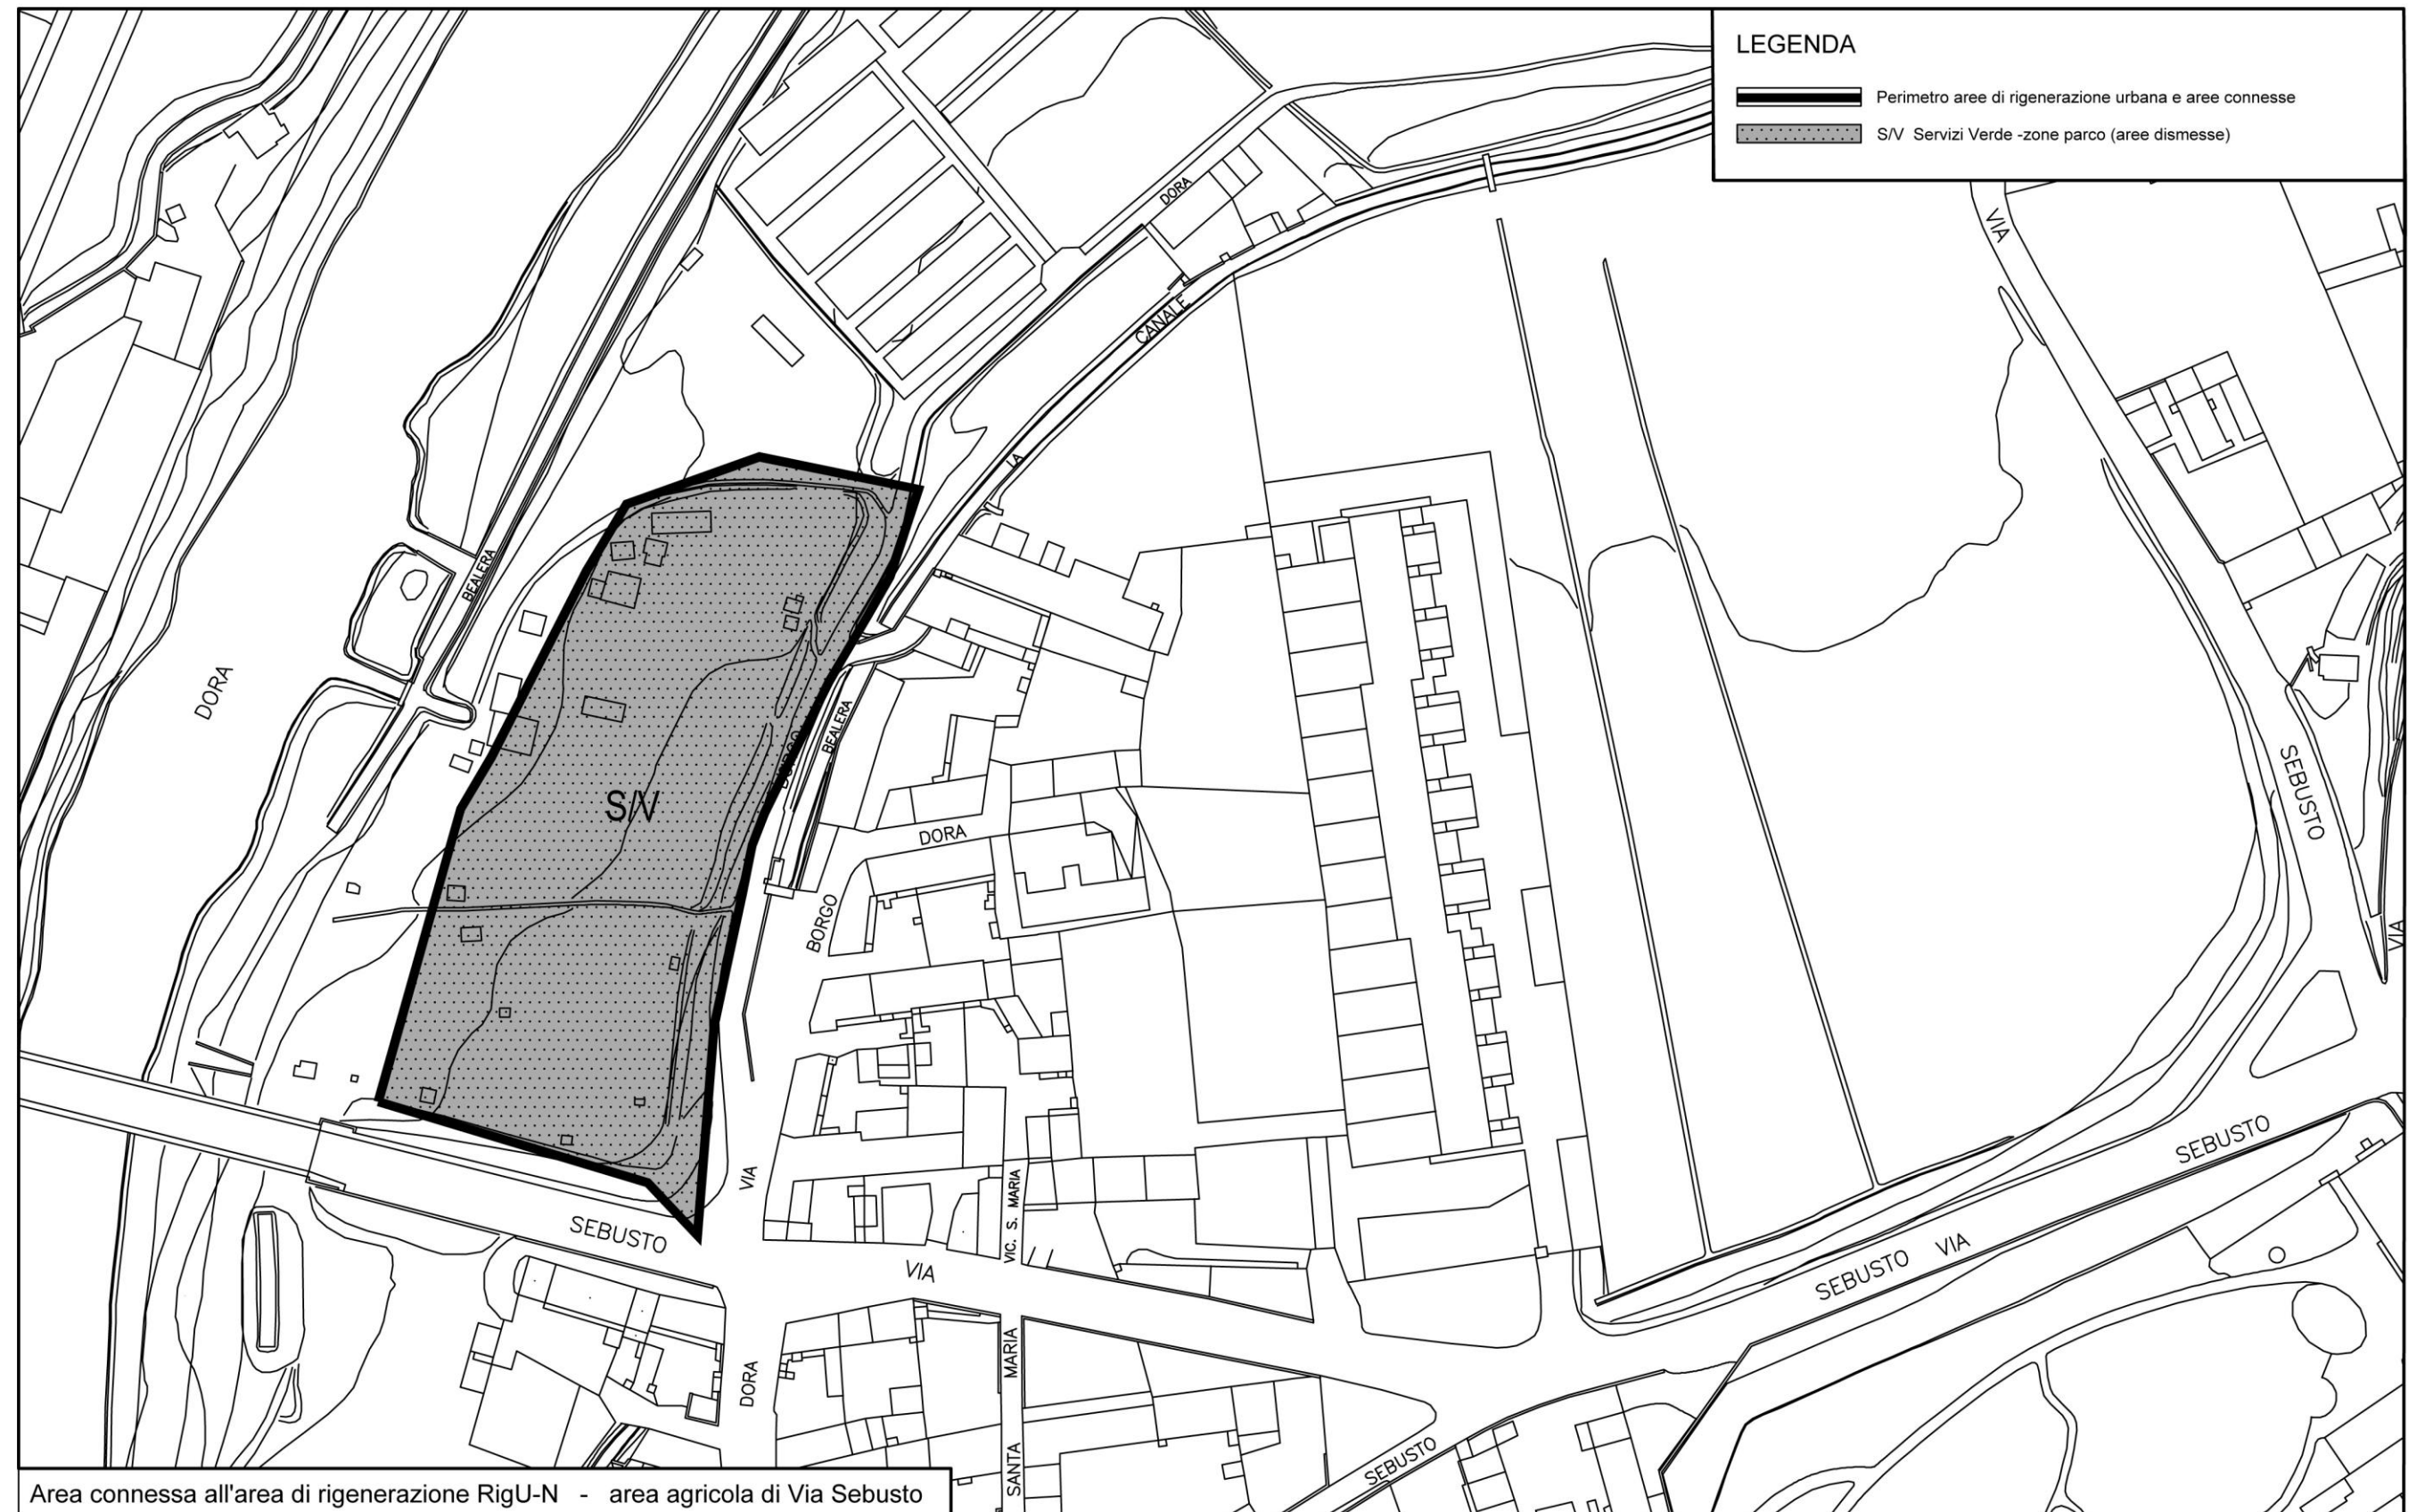 LEGENDA
Perimetro aree di rigenerazione urbana e aree connesse
S/V Servizi Verde -zone parco (aree dismesse)
DORA
VIA
CANALE
LA
BEALERA
DORA
BEALERA
BORGO
SEBUSTO
S/V
DORA
BORGO
VIA
SEBUSTO
VIA
VIC. S. MARIA
SEBUSTO
SEBUSTO
VIA
SEBUSTO
VIA
DORA
MARIA
SANTA
SEBUSTO
Area connessa all'area di rigenerazione RigU-N - area agricola di Via Sebusto